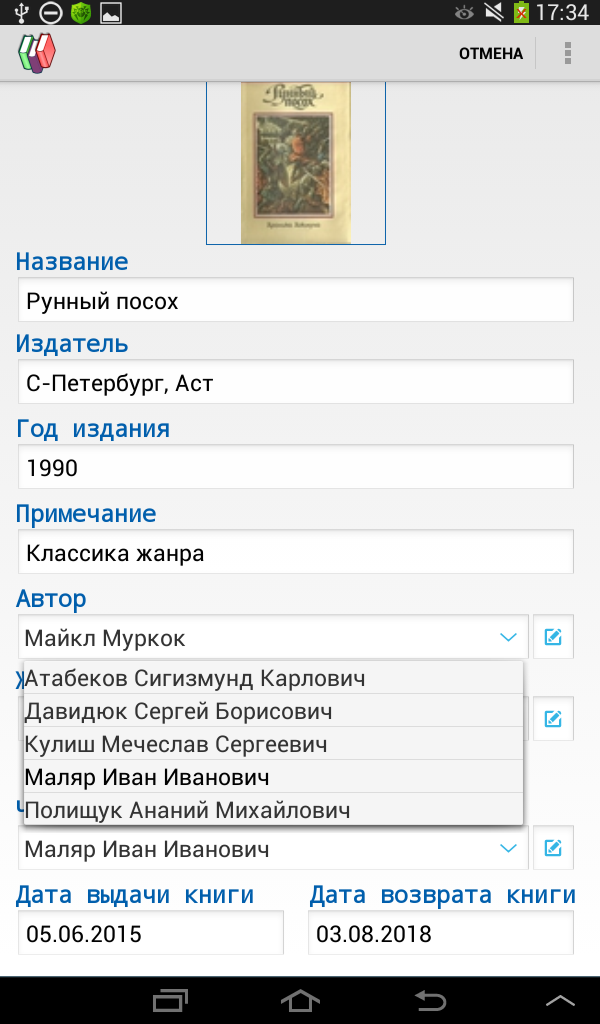 17:34
ОТМЕНА
Рунный
посох
Название
Рунный посох
Издатель
С-Петербург, Аст
Год издания
1990
Примечание
Классика жанра
Автор
Майкл Муркок
Атабеков Сигизмунд Карлович
Давидюк Сергей Борисович
Кулиш Мечеслав Сергеевич
Маляр Иван Иванович
Полищук Ананий Михайлович
Маляр Иван Иванович
Дата выдачи книги Дата возврата книги
05.06.2015 03.08.2018